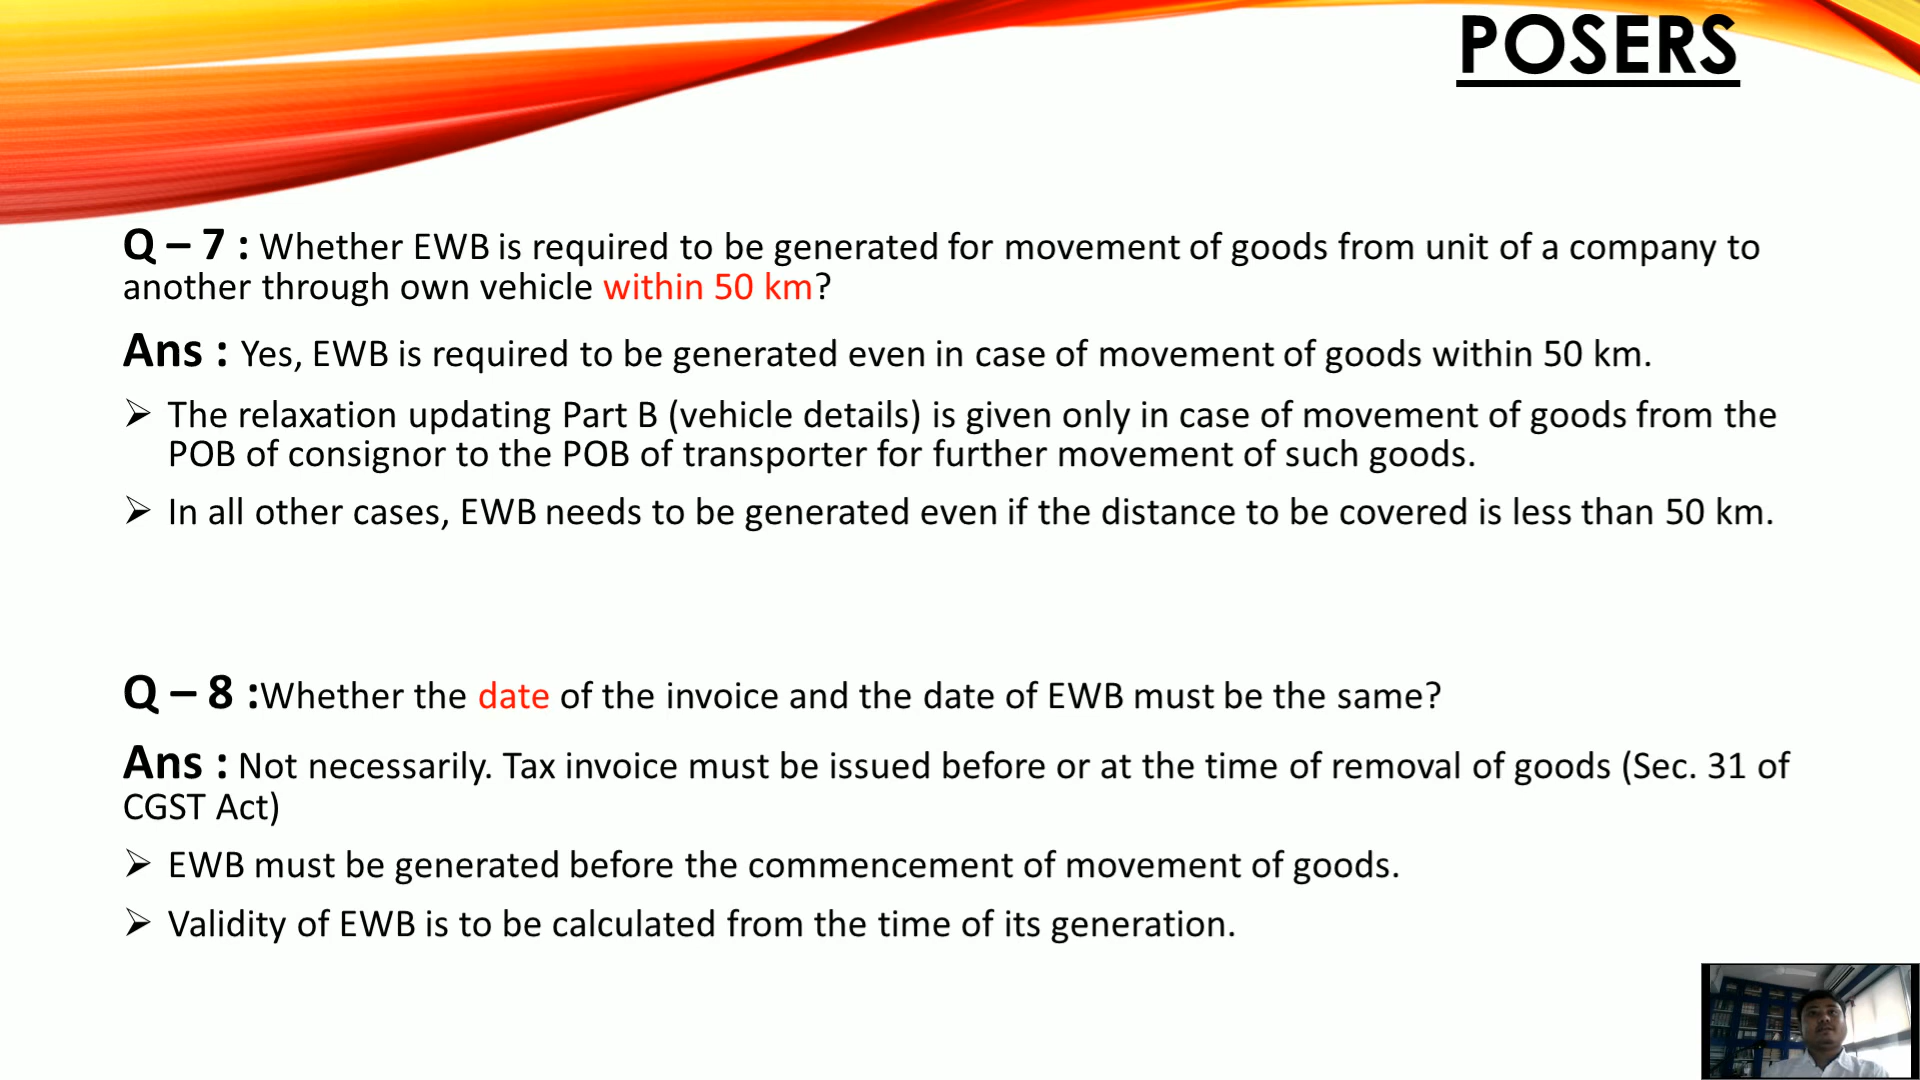 POSERS
Q – 7 : Whether EWB is required to be generated for movement of goods from unit of a company to
another through own vehicle within 50 km?
Ans : Yes, EWB is required to be generated even in case of movement of goods within 50 km.
➢ The relaxation updating Part B (vehicle details) is given only in case of movement of goods from the
POB of consignor to the POB of transporter for further movement of such goods.
➢ In all other cases, EWB needs to be generated even if the distance to be covered is less than 50 km.
Q – 8 :Whether the date of the invoice and the date of EWB must be the same?
Ans : Not necessarily. Tax invoice must be issued before or at the time of removal of goods (Sec. 31 of
CGST Act)
➢ EWB must be generated before the commencement of movement of goods.
➢ Validity of EWB is to be calculated from the time of its generation.